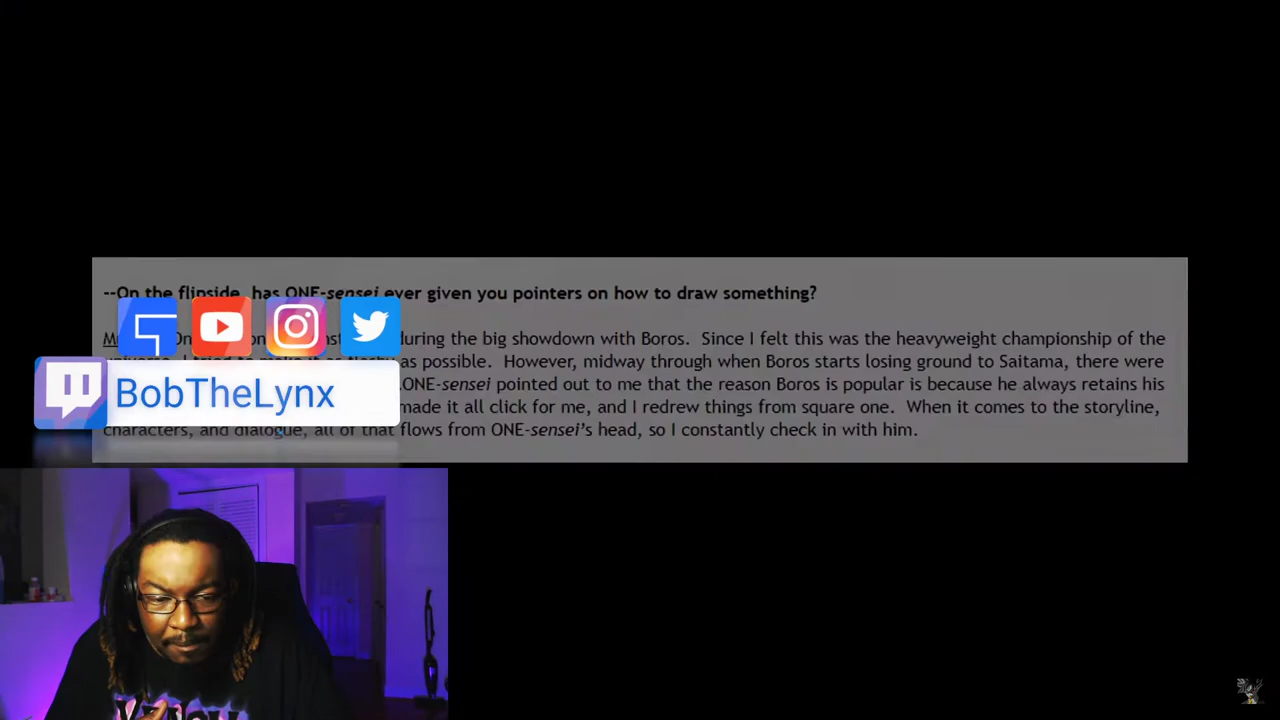 --On the flipside, has ONE-sensei ever given you pointers on how to draw something?
during the big showdown with Boros. Since I felt this was the heavyweight championship of the
as possible. However, midway through when Boros starts losing ground to Saitama, there were
ONE-sensei pointed out to me that the reason Boros is popular is because he always retains his
BobTheLynx
made it all click for me, and I redrew things from square one. When it comes to the storyline,
characters, and dialogue, all of that flows from ONE-sensei's head, so I constantly check in with him.